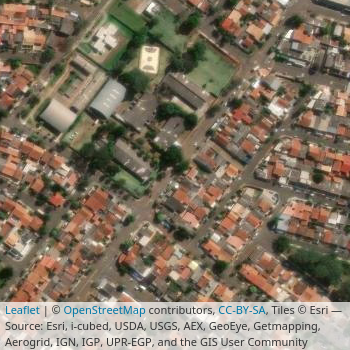 Leaflet | © OpenStreetMap contributors, CC-BY-SA, Tiles © Esri —
Source: Esri, i-cubed, USDA, USGS, AEX, GeoEye, Getmapping,
Aerogrid, IGN, IGP, UPR-EGP, and the GIS User Community